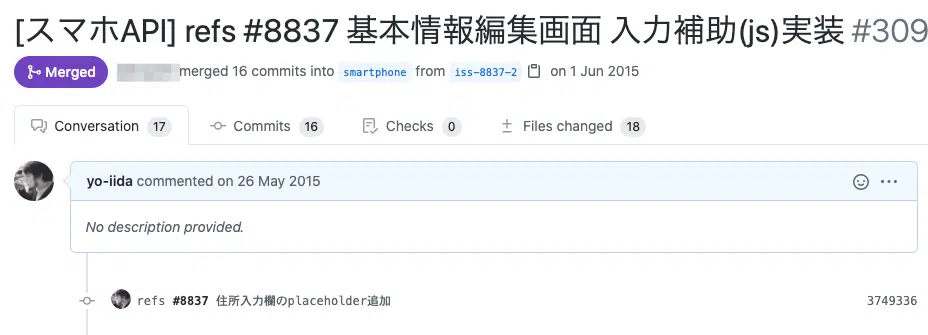 [スマホAPI] refs #8837 基本情報編集画面 入力補助(js)実装 #309
Merged merged 16 commits into smartphone from iss-8837-2 on 1 Jun 2015
Conversation 17 Commits 16 Checks 0 Files changed 18
yo-iida commented on 26 May 2015
No description provided.
refs #8837 住所入力欄のplaceholder追加 3749336